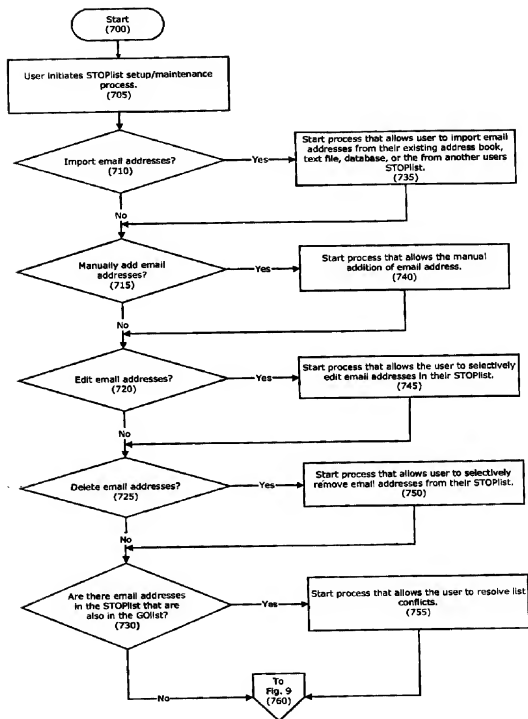 Start
(700)
User initiates STOPlist setup/maintenance
process.
(705)
Import email addresses?
(710)
Yes
Start process that allows user to import email
addresses from their existing address book,
text file, database, or the from another users
STOPlist.
(735)
No
Manually add email
addresses?
(715)
Yes
Start process that allows the manual
addition of email address.
(740)
No
Edit email addresses?
(720)
Yes
Start process that allows the user to selectively
edit email addresses in their STOPlist.
(745)
No
Delete email addresses?
(725)
Yes
Start process that allows user to selectively
remove email addresses from their STOPlist.
(750)
No
Are there email addresses
in the STOPlist that are
also in the GOlist?
(730)
Yes
Start process that allows the user to resolve list
conflicts.
(755)
No
To
Fig. 9
(760)